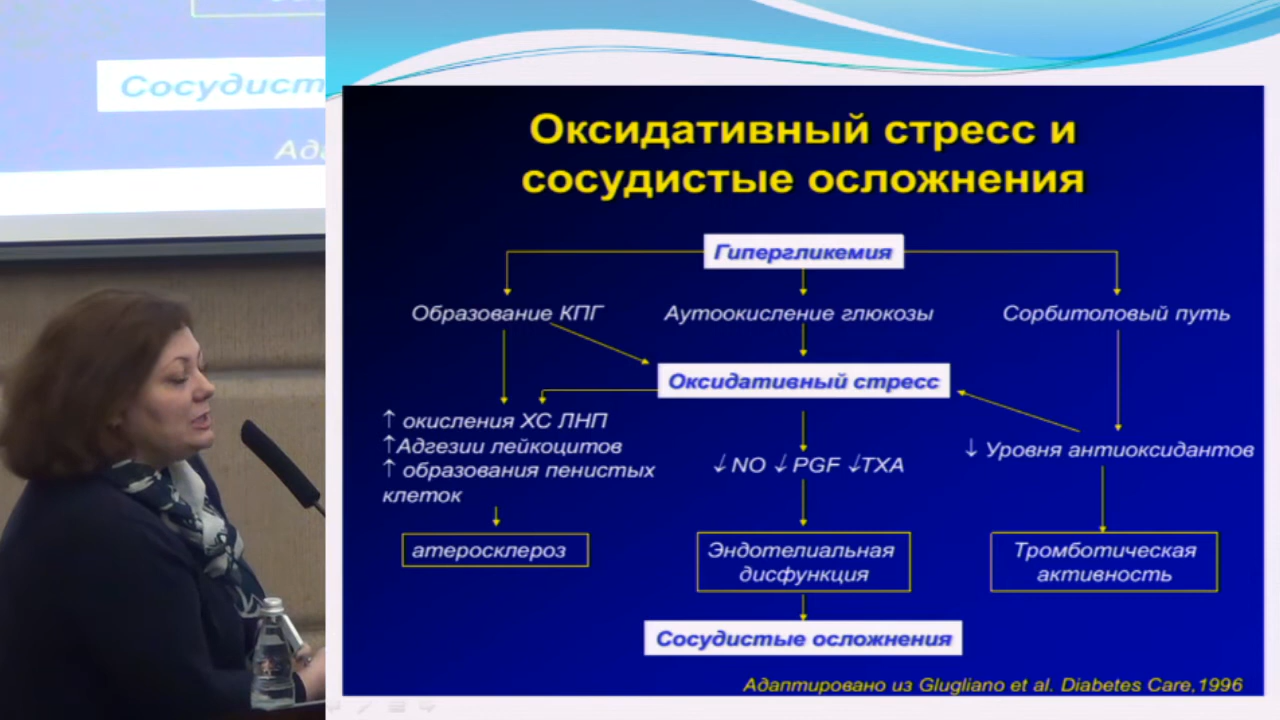 Сосудист
Оксидативный стресс и
сосудистые осложнения
Гипергликемия
Образование КПГ
Аутоокисление глюкозы
Сорбитоловый путь
Оксидативный стресс
↑ окисления ХС ЛНП
↑Адгезии лейкоцитов
↑ образования пенистых
клеток
↓ NO ↓ PGF ↓TXA
↓ Уровня антиоксидантов
атеросклероз
Эндотелиальная
дисфункция
Тромботическая
активность
Сосудистые осложнения
Адаптировано из Glugliano et al. Diabetes Care,1996